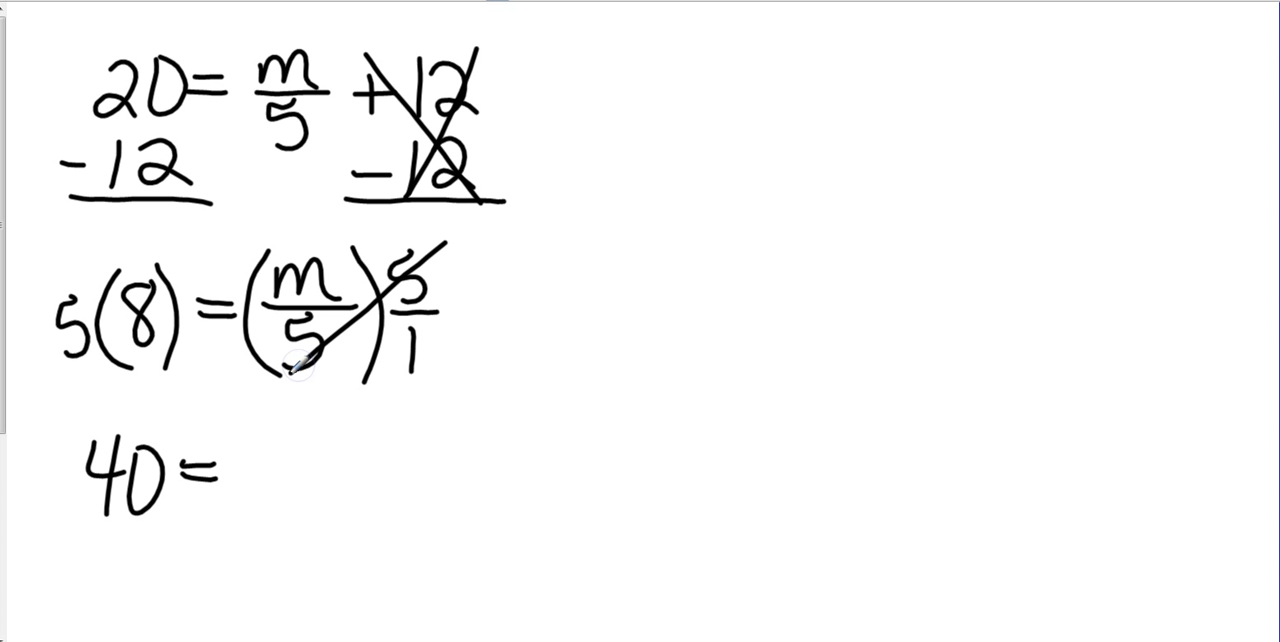 20 = m/5 + 12
-12 -12
5(8) = (m/5) 5/1
40 =